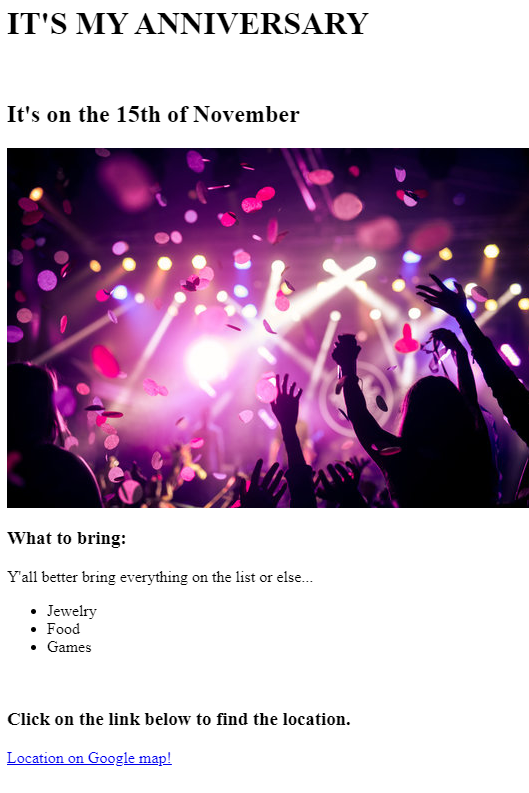 IT'S MY ANNIVERSARY
It's on the 15th of November
What to bring:
Y'all better bring everything on the list or else...
Jewelry
Food
Games
Click on the link below to find the location.
Location on Google map!